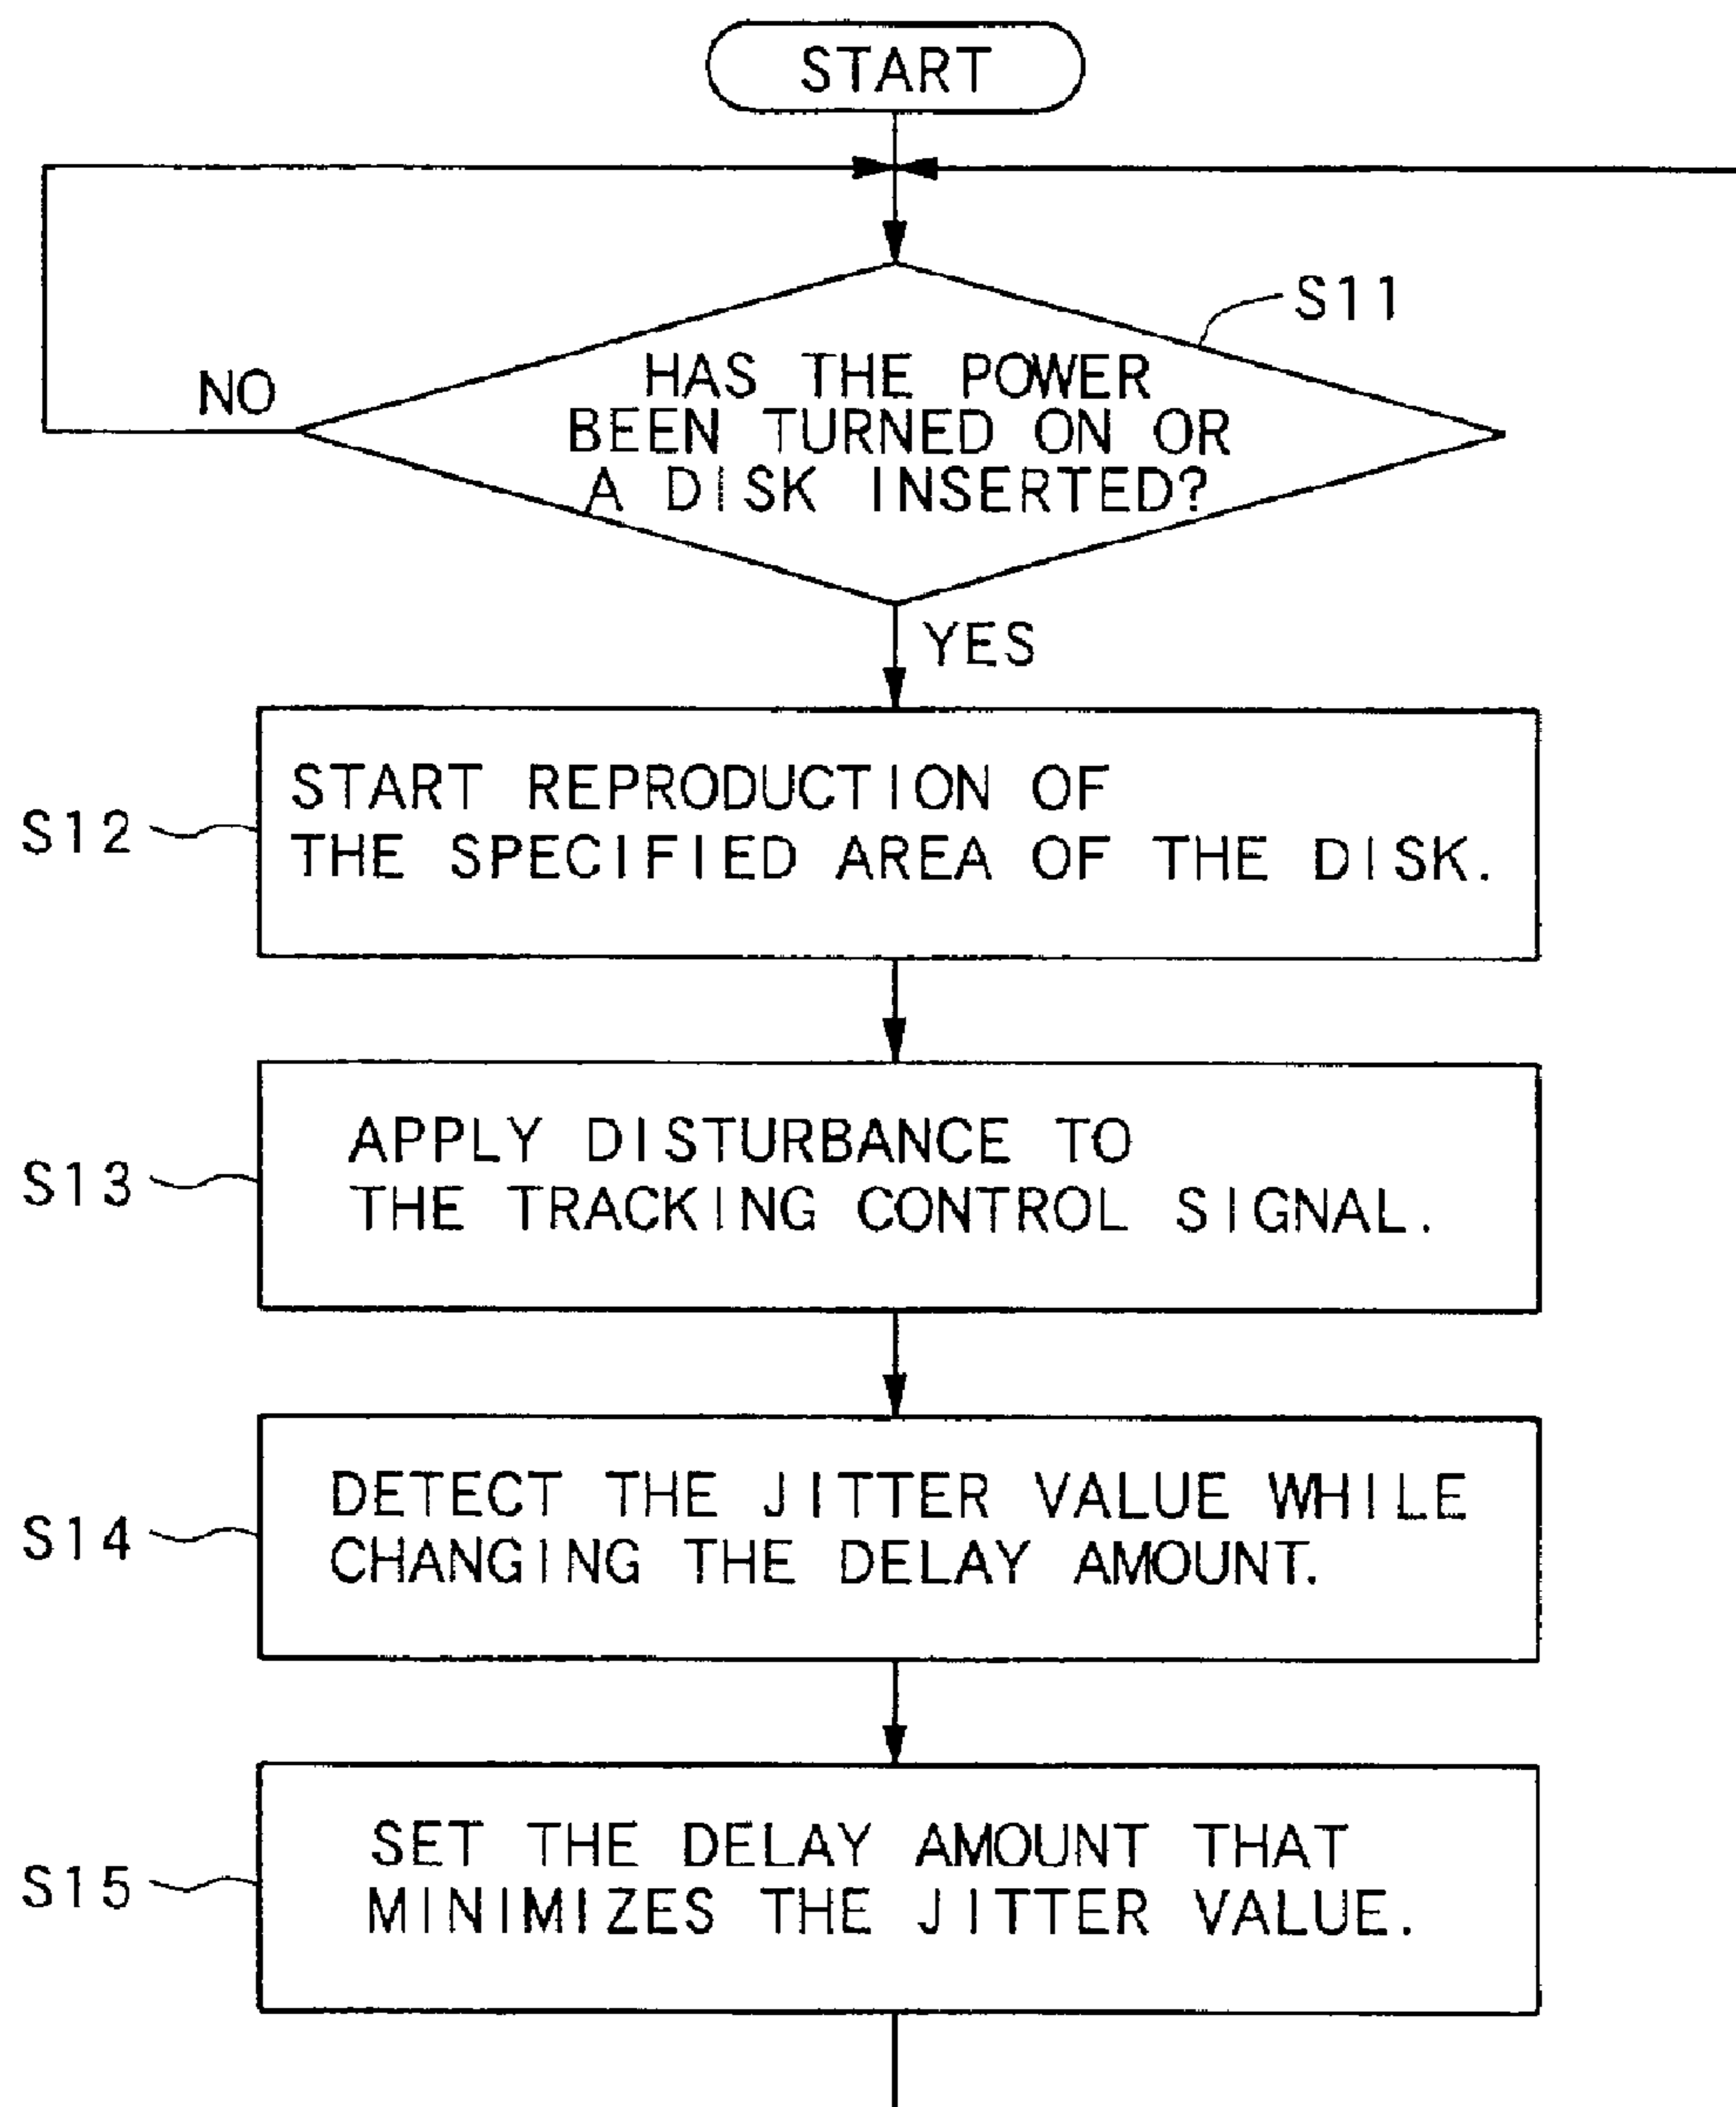 START
S11
HAS THE POWER
BEEN TURNED ON OR
A DISK INSERTED?
NO
YES
S12
START REPRODUCTION OF
THE SPECIFIED AREA OF THE DISK.
S13
APPLY DISTURBANCE TO
THE TRACKING CONTROL SIGNAL.
S14
DETECT THE JITTER VALUE WHILE
CHANGING THE DELAY AMOUNT.
S15
SET THE DELAY AMOUNT THAT
MINIMIZES THE JITTER VALUE.